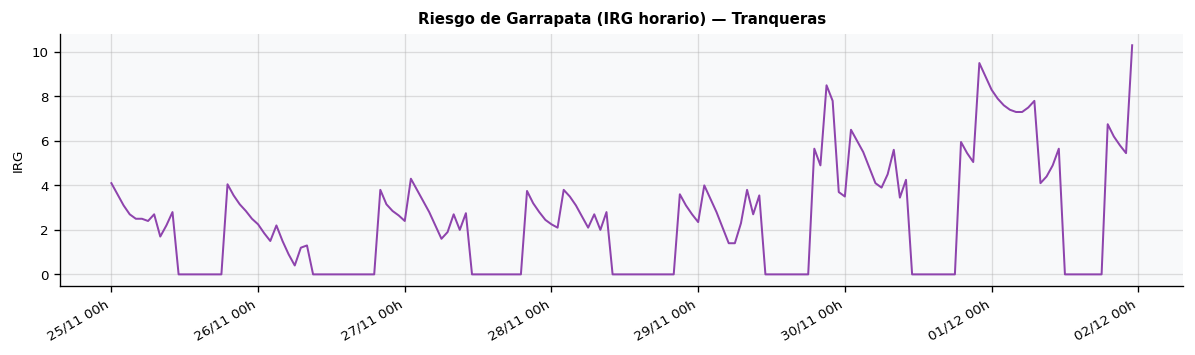 Riesgo de Garrapata (IRG horario) — Tranqueras
IRG
10
8
6
4
2
0
25/11 00h
26/11 00h
27/11 00h
28/11 00h
29/11 00h
30/11 00h
01/12 00h
02/12 00h